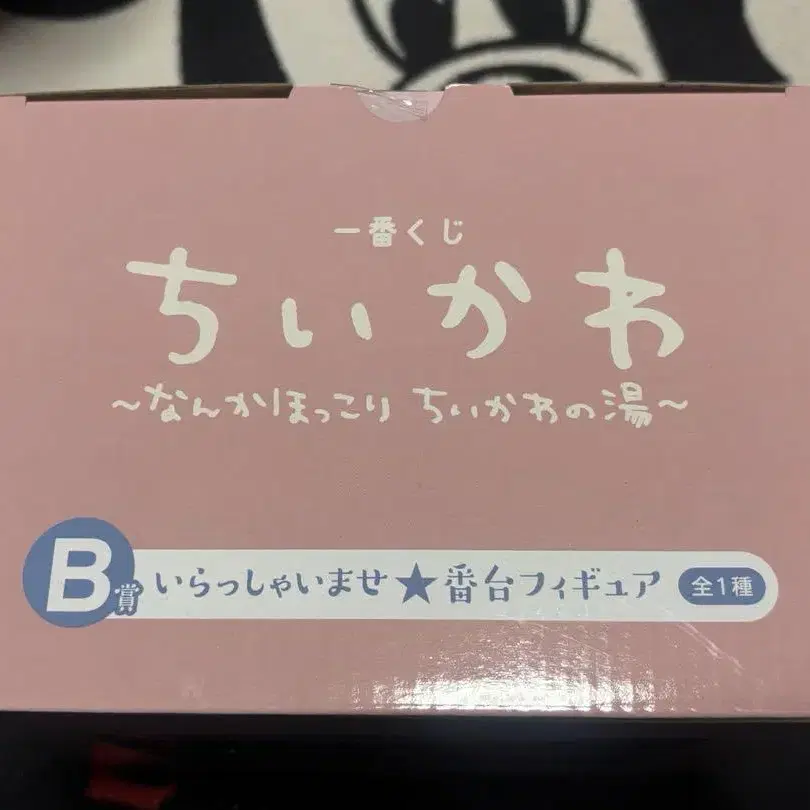 一番くじ
ちいかわ
~なんかほっこり ちいかわの湯~
B賞 いらっしゃいませ★番台フィギュア 全1種